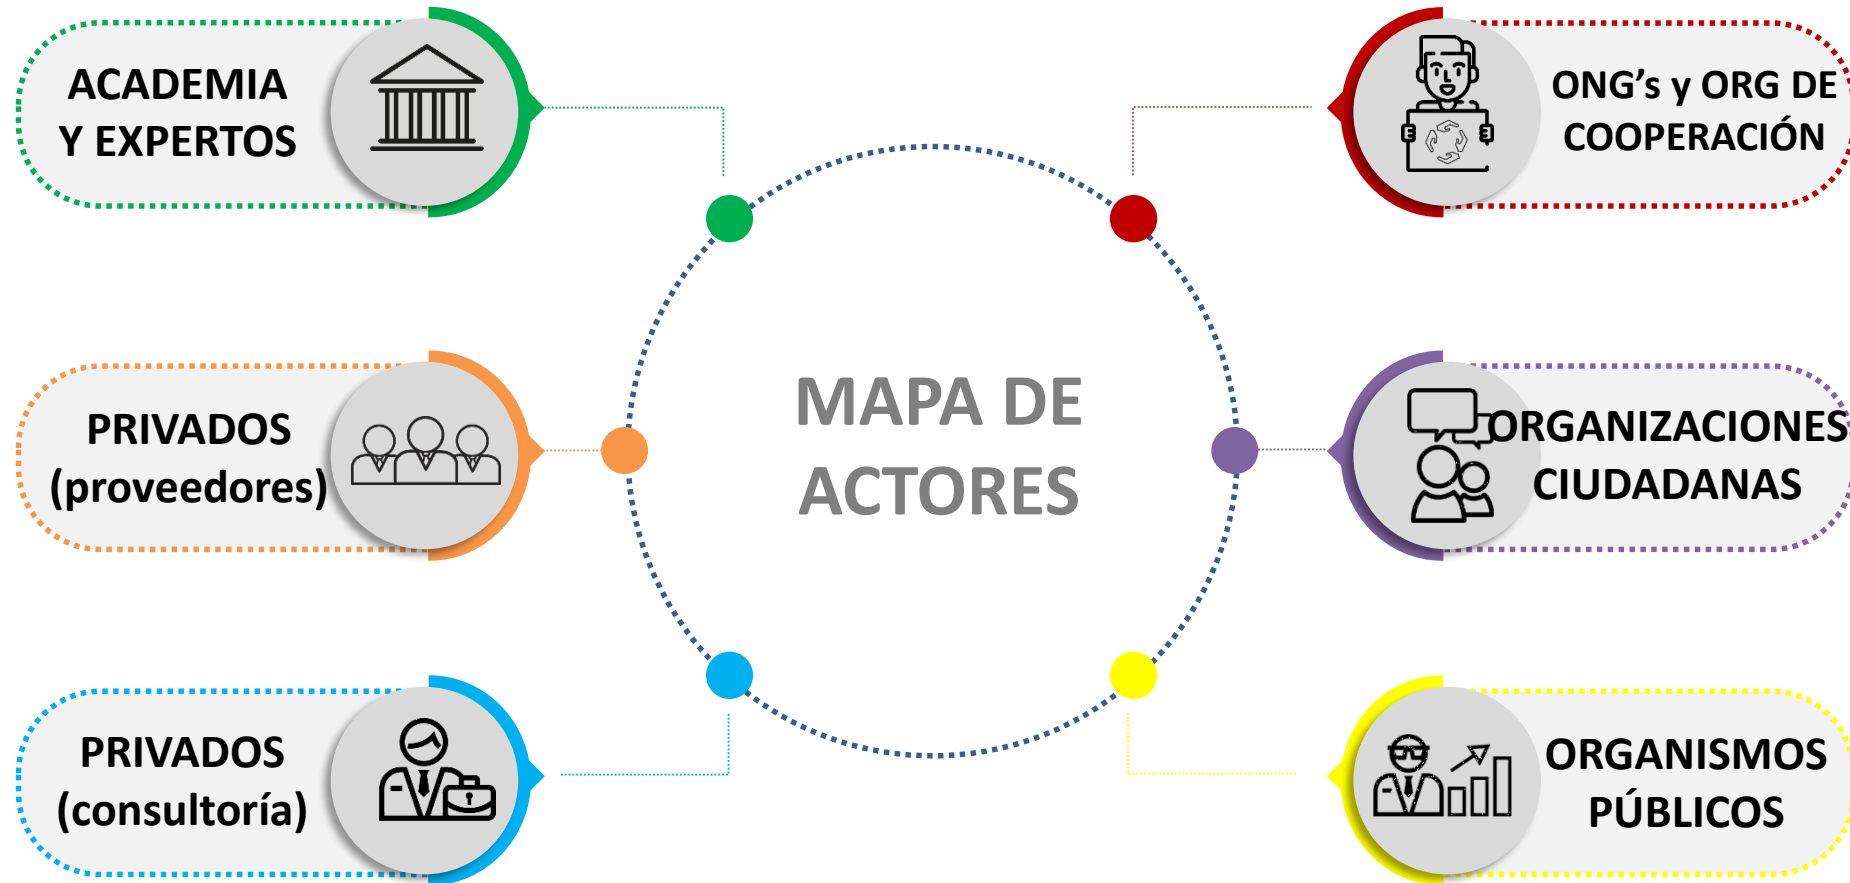 ACADEMIA
Y EXPERTOS
PRIVADOS
(proveedores)
PRIVADOS
(consultoría)
MAPA DE
ACTORES
ONG's y ORG DE
COOPERACIÓN
ORGANIZACIONES
CIUDADANAS
ORGANISMOS
PÚBLICOS